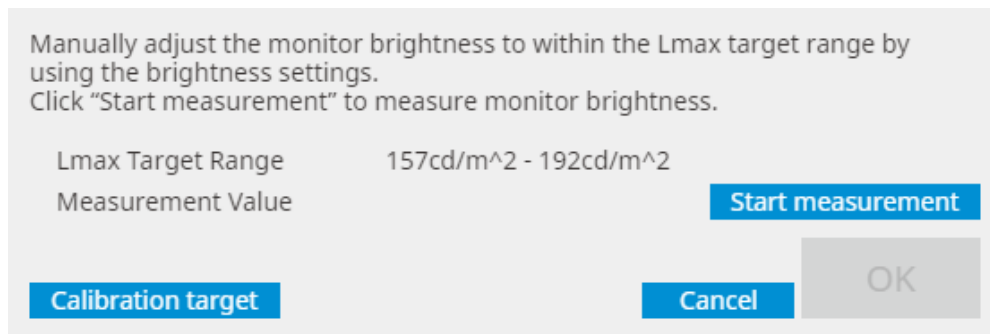 Manually adjust the monitor brightness to within the Lmax target range by
using the brightness settings.
Click “Start measurement” to measure monitor brightness.
Lmax Target Range 157cd/m^2 - 192cd/m^2
Measurement Value Start measurement
Calibration target Cancel OK